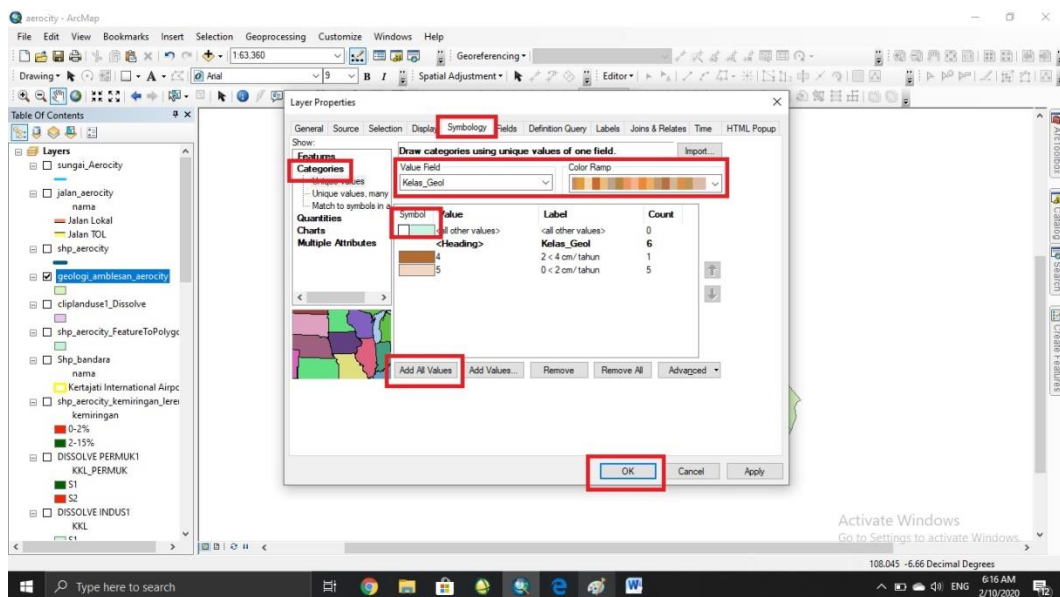 aerocity - ArcMap
File Edit View Bookmarks Insert Selection Geoprocessing Customize Windows Help
1:63.360
Georeferencing
Drawing
Arial
9
B I
Spatial Adjustment
Editor
Table Of Contents
Layers
sungai_Aerocity
jalan_aerocity
nama
Jalan Lokal
Jalan TOL
shp_aerocity
geologi_amblesan_aerocity
cliplanduse1_Dissolve
shp_aerocity_FeatureToPolygo
Shp_bandara
nama
Kertajati International Airpo
shp_aerocity_kemiringan_lerer
kemiringan
0-2%
2-15%
DISSOLVE PERMUK1
KKL_PERMUK
S1
S2
DISSOLVE INDUS1
KKL
Layer Properties
General Source Selection Display Symbology Fields Definition Query Labels Joins & Relates Time HTML Popup
Show:
Features
Categories
Unique values
Unique values, many
Match to symbols in a
Quantities
Charts
Multiple Attributes
Draw categories using unique values of one field.
Import...
Value Field
Kelas_Geol
Color Ramp
Symbol Value Label Count
<all other values> <all other values> 0
<Heading> Kelas_Geol 6
4 2 < 4 cm/ tahun 1
5 0 < 2 cm/ tahun 5
Add All Values Add Values... Remove Remove All Advanced
OK Cancel Apply
ArcToolbox
Catalog
Search
Create Features
Activate Windows
Go to Settings to activate Windows.
108.045 -6.66 Decimal Degrees
Type here to search
ENG
6:16 AM
2/10/2020